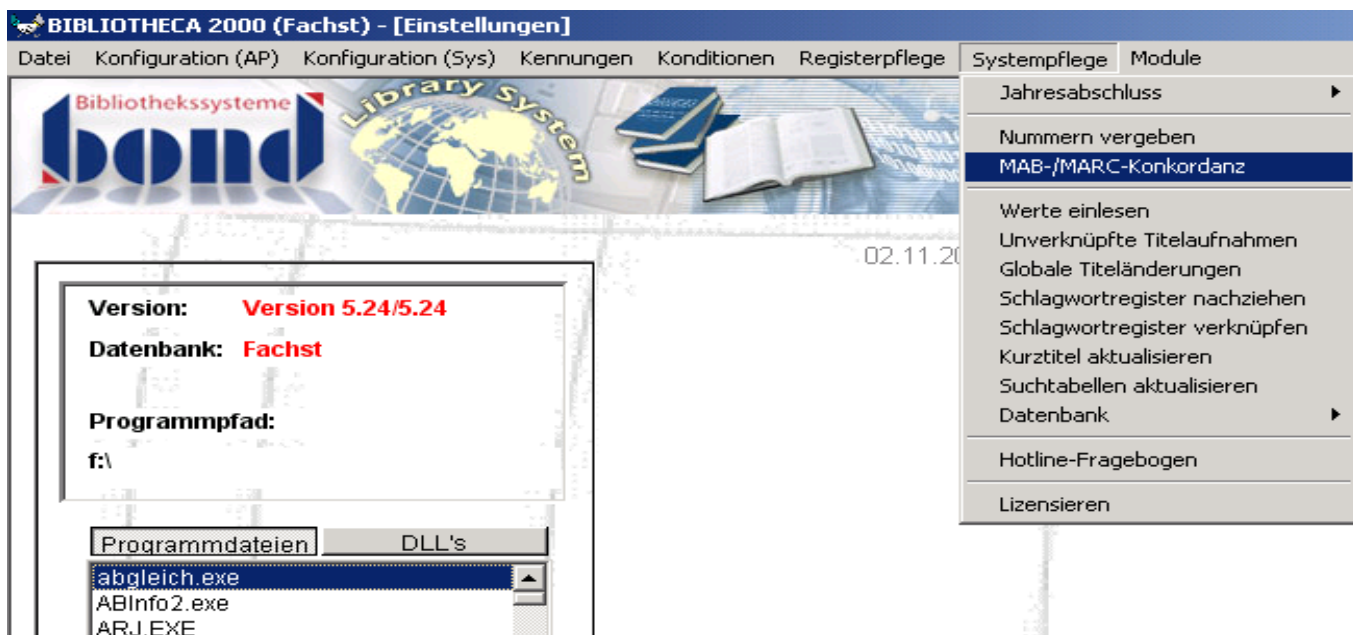 BIBLIOTHECA 2000 (Fachst) - [Einstellungen]
Datei Konfiguration (AP) Konfiguration (Sys) Kennungen Konditionen Registerpflege Systempflege Module
Bibliothekssysteme
bond
Library System
Jahresabschluss
Nummern vergeben
MAB-/MARC-Konkordanz
Werte einlesen
Unverknüpfte Titelaufnahmen
Globale Titeländerungen
Schlagwortregister nachziehen
Schlagwortregister verknüpfen
Kurztitel aktualisieren
Suchtabellen aktualisieren
Datenbank
Hotline-Fragebogen
Lizensieren
02.11.20
Version: Version 5.24/5.24
Datenbank: Fachst
Programmpfad:
f:\
Programmdateien DLL's
abgleich.exe
ABInfo2.exe
ARJ.EXE